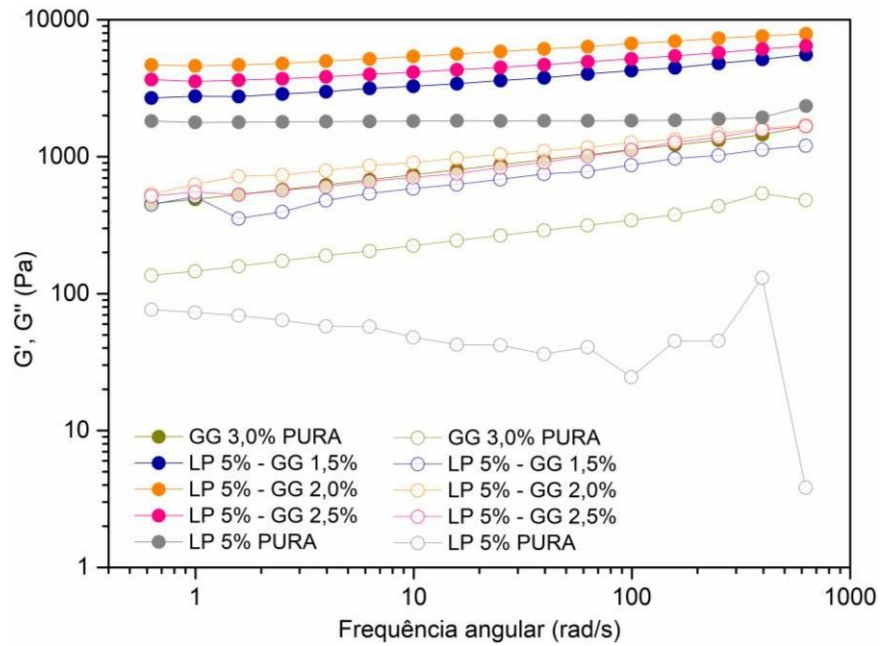 10000
1000
100
10
1
G', G'' (Pa)
GG 3,0% PURA
LP 5% - GG 1,5%
LP 5% - GG 2,0%
LP 5% - GG 2,5%
LP 5% PURA
GG 3,0% PURA
LP 5% - GG 1,5%
LP 5% - GG 2,0%
LP 5% - GG 2,5%
LP 5% PURA
1 10 100 1000
Frequência angular (rad/s)